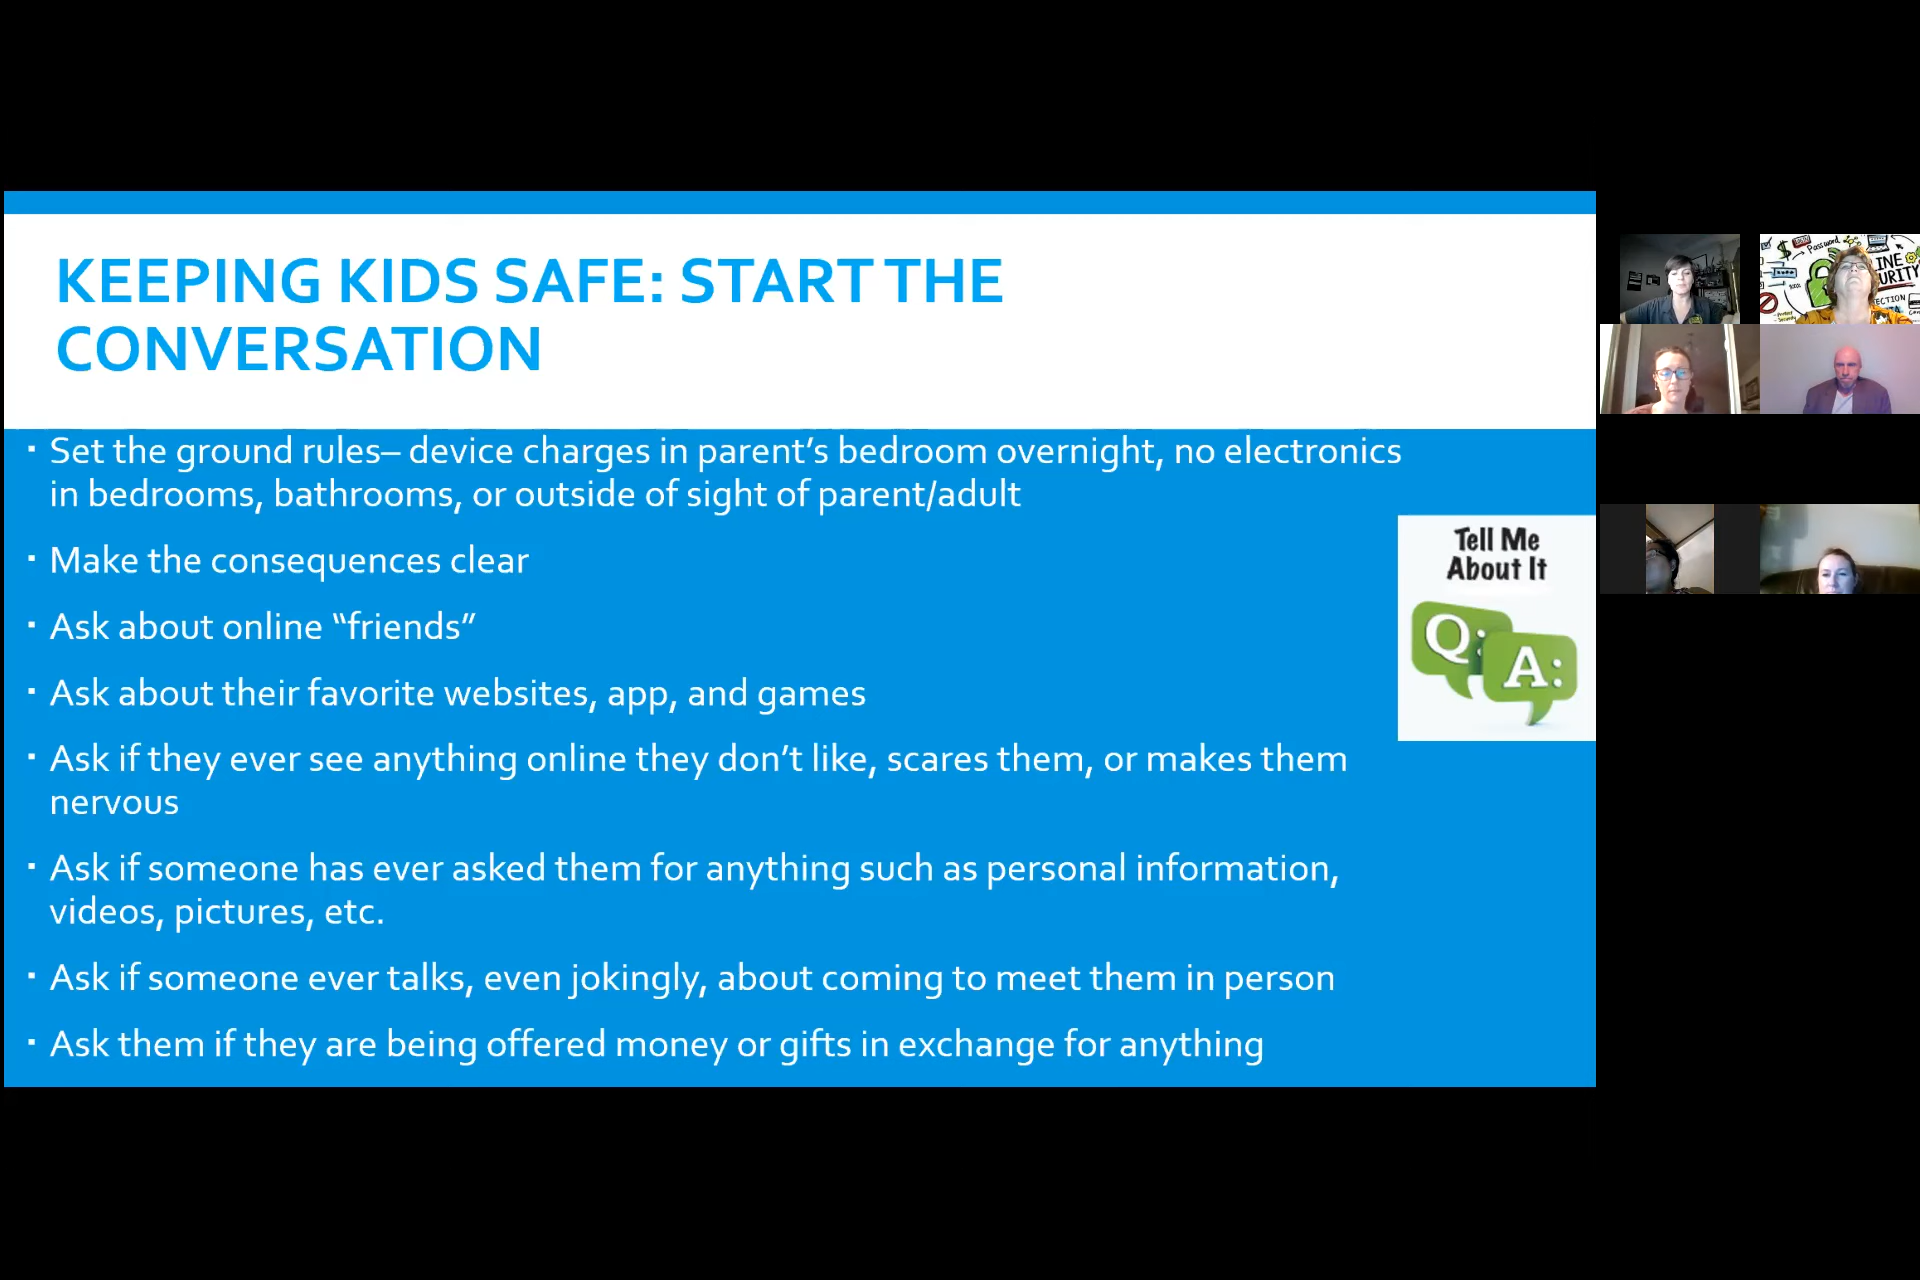 KEEPING KIDS SAFE: START THE
CONVERSATION
▪ Set the ground rules– device charges in parent’s bedroom overnight, no electronics
in bedrooms, bathrooms, or outside of sight of parent/adult
▪ Make the consequences clear
▪ Ask about online “friends”
▪ Ask about their favorite websites, app, and games
▪ Ask if they ever see anything online they don’t like, scares them, or makes them
nervous
▪ Ask if someone has ever asked them for anything such as personal information,
videos, pictures, etc.
▪ Ask if someone ever talks, even jokingly, about coming to meet them in person
▪ Ask them if they are being offered money or gifts in exchange for anything
Tell Me
About It
Q:
A:
Password
INE
URITY
ECTION